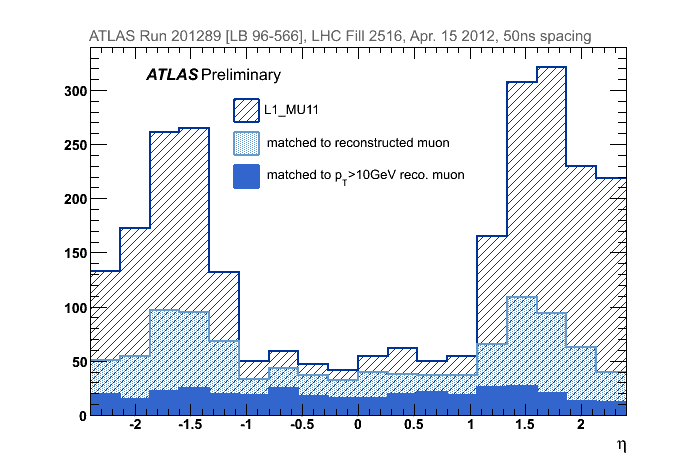 ATLAS Run 201289 [LB 96-566], LHC Fill 2516, Apr. 15 2012, 50ns spacing
ATLAS Preliminary
L1_MU11
matched to reconstructed muon
matched to pT>10GeV reco. muon
300
250
200
150
100
50
0
-2 -1.5 -1 -0.5 0 0.5 1 1.5 2
η